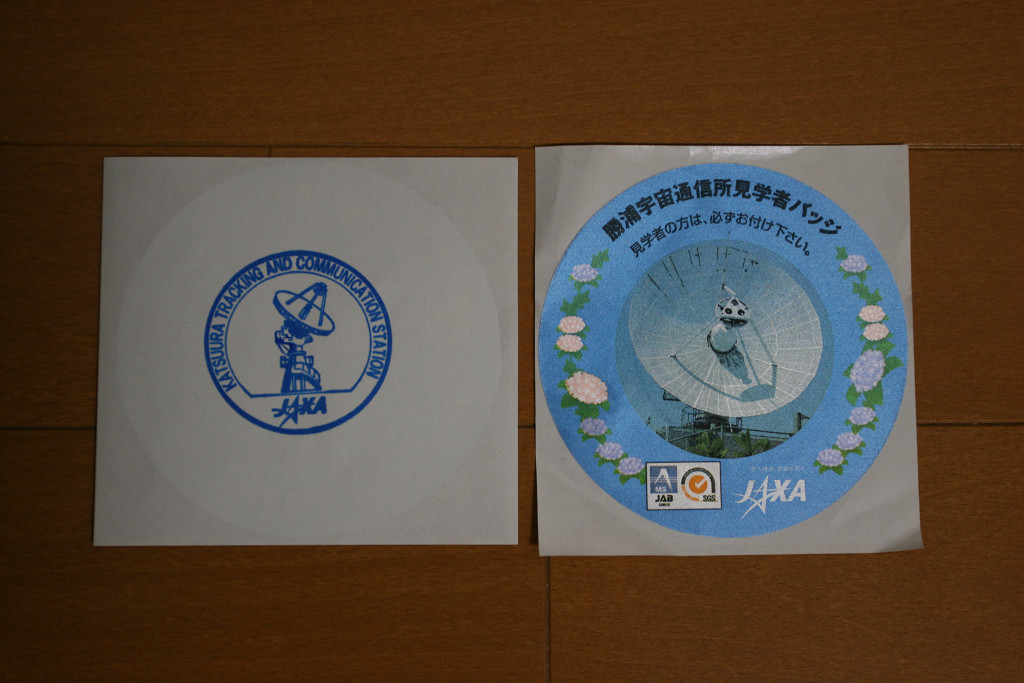 KATSUURA TRACKING AND COMMUNICATION STATION
JAXA
勝浦宇宙通信所見学者バッジ
見学者の方は、必ずお付け下さい。
MS
JAB
SGS
JAXA